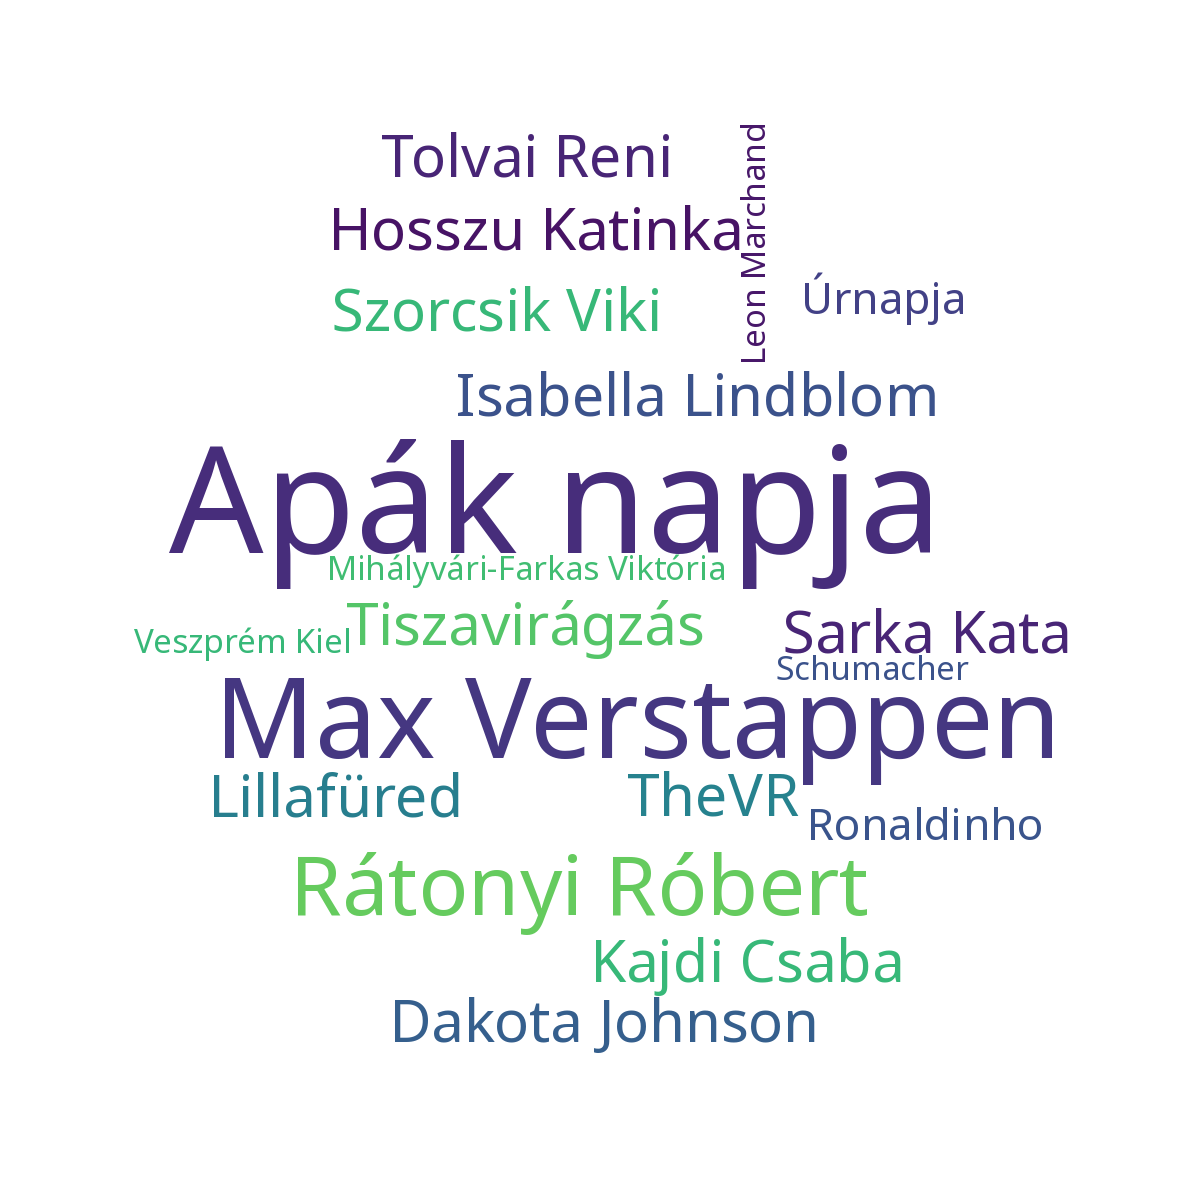 Tolvai Reni
Hosszu Katinka
Leon Marchand
Szorcsik Viki
Úrnapja
Isabella Lindblom
Apák napja
Mihályvári-Farkas Viktória
Veszprém Kiel
Tiszavirágzás
Sarka Kata
Schumacher
Max Verstappen
Lillafüred
TheVR
Ronaldinho
Rátonyi Róbert
Kajdi Csaba
Dakota Johnson